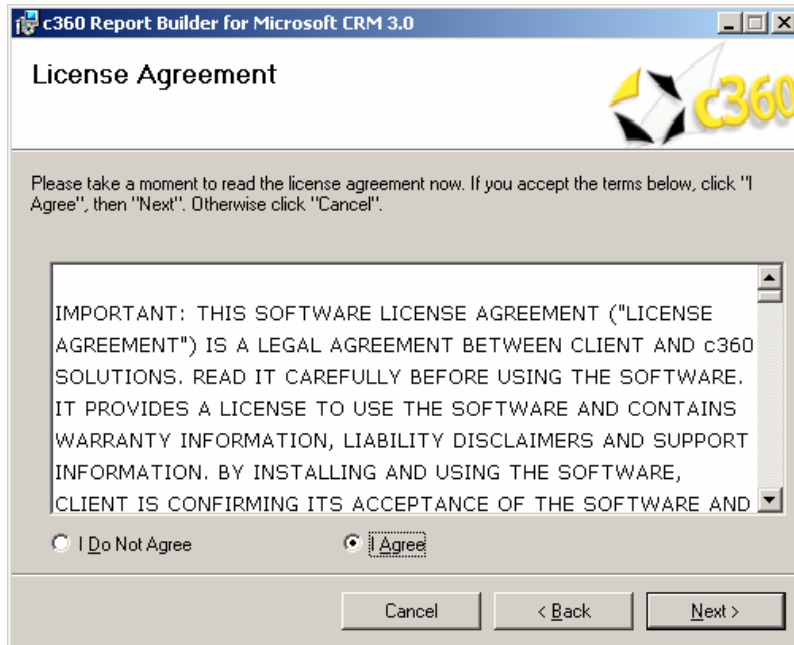 c360 Report Builder for Microsoft CRM 3.0
License Agreement
c360
Please take a moment to read the license agreement now. If you accept the terms below, click "I
Agree", then "Next". Otherwise click "Cancel".
IMPORTANT: THIS SOFTWARE LICENSE AGREEMENT ("LICENSE
AGREEMENT") IS A LEGAL AGREEMENT BETWEEN CLIENT AND c360
SOLUTIONS. READ IT CAREFULLY BEFORE USING THE SOFTWARE.
IT PROVIDES A LICENSE TO USE THE SOFTWARE AND CONTAINS
WARRANTY INFORMATION, LIABILITY DISCLAIMERS AND SUPPORT
INFORMATION. BY INSTALLING AND USING THE SOFTWARE,
CLIENT IS CONFIRMING ITS ACCEPTANCE OF THE SOFTWARE AND
I Do Not Agree I Agree
Cancel < Back Next >